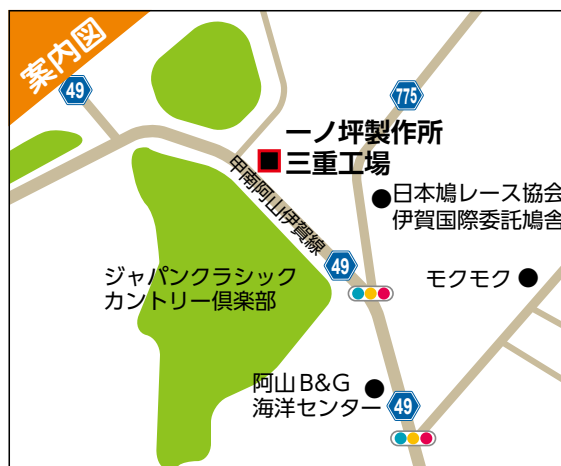 案内図
49
775
一ノ坪製作所
三重工場
甲南阿山伊賀線
日本鳩レース協会
伊賀国際委託鳩舎
49
ジャパンクラシック
カントリー倶楽部
モクモク
阿山B&G
海洋センター
49